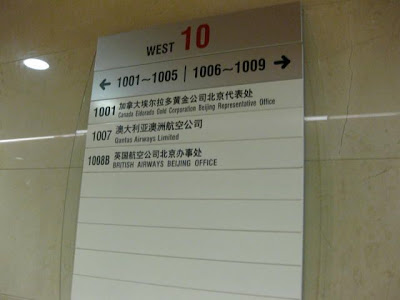 WEST 10
← 1001~1005 | 1006~1009 →
1001 加拿大埃尔拉多黄金公司北京代表处
Canada Eldorado Gold Corporation Beijing Representative Office
1007 澳大利亚澳洲航空公司
Qantas Airways Limited
1008B 英国航空公司北京办事处
BRITISH AIRWAYS BEIJING OFFICE